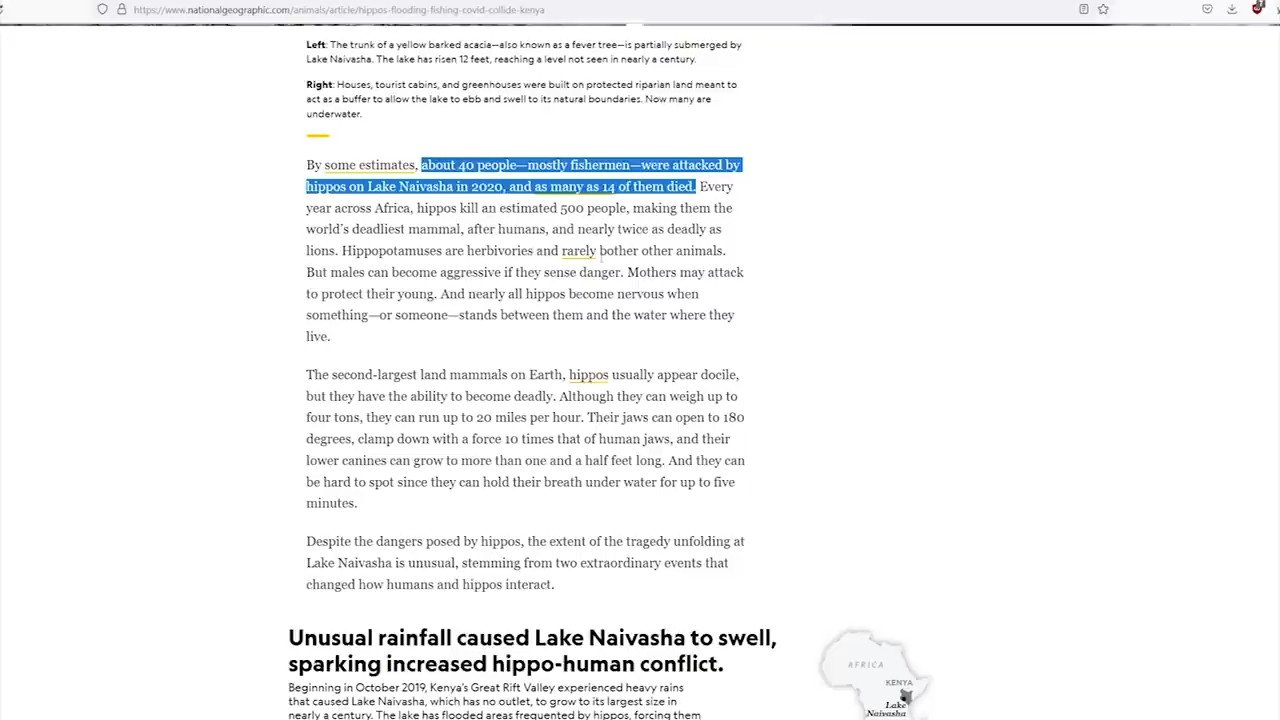 https://www.nationalgeographic.com/animals/article/hippos-flooding-fishing-covid-collide-kenya
Left: The trunk of a yellow barked acacia—also known as a fever tree—is partially submerged by
Lake Naivasha. The lake has risen 12 feet, reaching a level not seen in nearly a century.
Right: Houses, tourist cabins, and greenhouses were built on protected riparian land meant to
act as a buffer to allow the lake to ebb and swell to its natural boundaries. Now many are
underwater.
By some estimates, about 40 people—mostly fishermen—were attacked by
hippos on Lake Naivasha in 2020, and as many as 14 of them died. Every
year across Africa, hippos kill an estimated 500 people, making them the
world's deadliest mammal, after humans, and nearly twice as deadly as
lions. Hippopotamuses are herbivories and rarely bother other animals.
But males can become aggressive if they sense danger. Mothers may attack
to protect their young. And nearly all hippos become nervous when
something—or someone—stands between them and the water where they
live.
The second-largest land mammals on Earth, hippos usually appear docile,
but they have the ability to become deadly. Although they can weigh up to
four tons, they can run up to 20 miles per hour. Their jaws can open to 180
degrees, clamp down with a force 10 times that of human jaws, and their
lower canines can grow to more than one and a half feet long. And they can
be hard to spot since they can hold their breath under water for up to five
minutes.
Despite the dangers posed by hippos, the extent of the tragedy unfolding at
Lake Naivasha is unusual, stemming from two extraordinary events that
changed how humans and hippos interact.
Unusual rainfall caused Lake Naivasha to swell,
sparking increased hippo-human conflict.
Beginning in October 2019, Kenya's Great Rift Valley experienced heavy rains
that caused Lake Naivasha, which has no outlet, to grow to its largest size in
nearly a century. The lake has flooded areas frequented by hippos, forcing them
AFRICA
KENYA
Lake
Naivasha